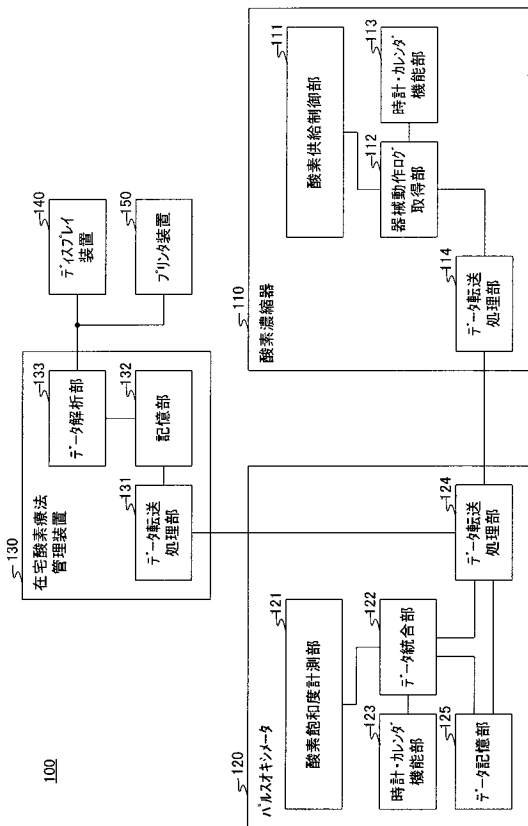 100
130
在宅酸素療法
管理装置
133
データ解析部
132
記憶部
131
データ転送
処理部
140
ディスプレイ
装置
150
プリンタ装置
120
パルスオキシメータ
121
酸素飽和度計測部
122
データ統合部
123
時計・カレンダ
機能部
124
データ転送
処理部
125
データ記憶部
110
酸素濃縮器
111
酸素供給制御部
112
器械動作ログ
取得部
113
時計・カレンダ
機能部
114
データ転送
処理部